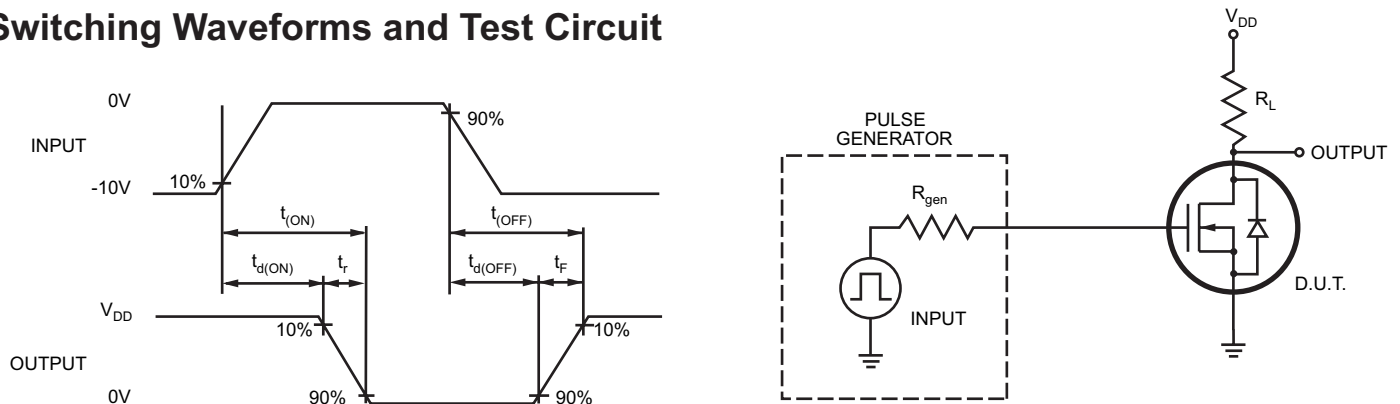 Switching Waveforms and Test Circuit
0V
INPUT
-10V
10%
90%
t(ON)
t(OFF)
td(ON)
tr
td(OFF)
tF
VDD
10%
10%
OUTPUT
0V
90%
90%
PULSE
GENERATOR
Rgen
INPUT
VDD
RL
OUTPUT
D.U.T.